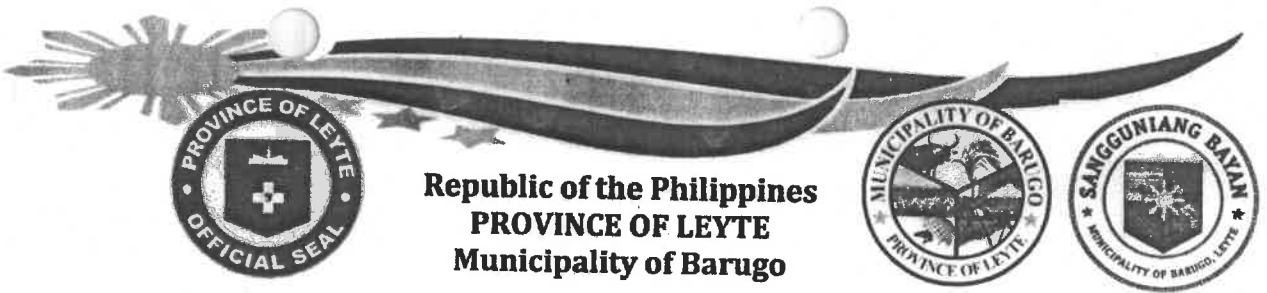 PROVINCE OF LEYTE
OFFICIAL SEAL
Republic of the Philippines
PROVINCE OF LEYTE
Municipality of Barugo
MUNICIPALITY OF BARUGO
PROVINCE OF LEYTE
SANGGUNIANG BAYAN
MUNICIPALITY OF BARUGO, LEYTE